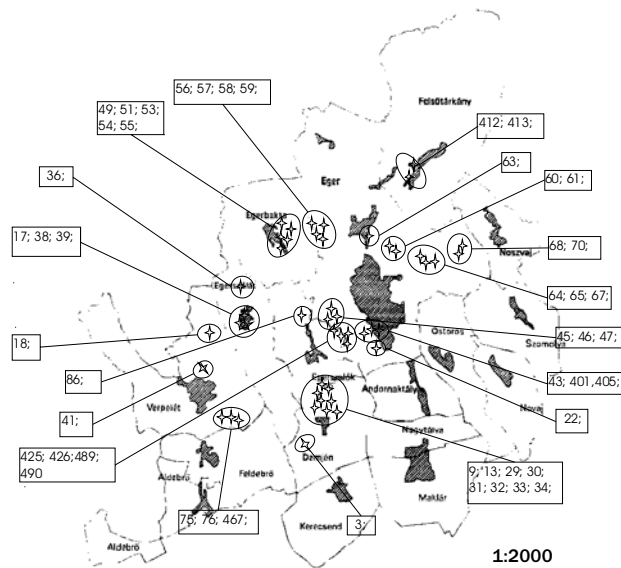 56; 57; 58; 59;
49; 51; 53;
54; 55;
Felsőtárkány
412; 413;
63;
Eger
36;
60; 61;
Egerbakta
17; 38; 39;
68; 70;
Noszvaj
Egerszalók
64; 65; 67;
18;
Ostoros
45; 46; 47;
Szomolya
86;
43; 401,405;
Egerszólát
Andornaktálya
Verpelét
Novaj
41;
22;
Nagytálya
425; 426;489;
490
Demjén
9; 13; 29; 30;
31; 32; 33; 34;
Aldebrő
Feldebrő
Maklár
75; 76; 467;
3;
Kerecsend
Aldebrő
1:2000